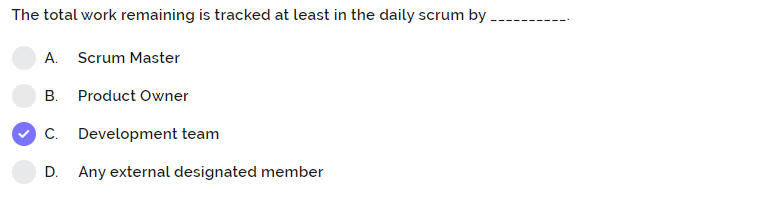 The total work remaining is tracked at least in the daily scrum by __________.
A. Scrum Master
B. Product Owner
C. Development team
D. Any external designated member